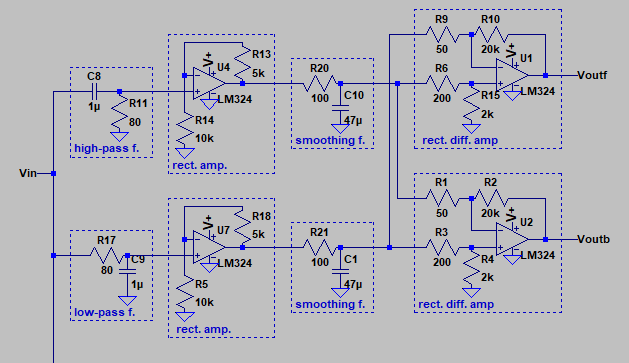 R9
R10
50
20k
V+
U1
R6
200
R15
2k
LM324
Voutf
rect. diff. amp
R13
5k
V+
U4
LM324
R14
10k
rect. amp.
R20
100
C10
47µ
smoothing f.
C8
1µ
R11
80
high-pass f.
Vin
R1
R2
50
20k
V+
U2
R3
200
R4
2k
LM324
Voutb
rect. diff. amp
R18
5k
V+
U7
LM324
R5
10k
rect. amp.
R21
100
C1
47µ
smoothing f.
R17
80
C9
1µ
low-pass f.